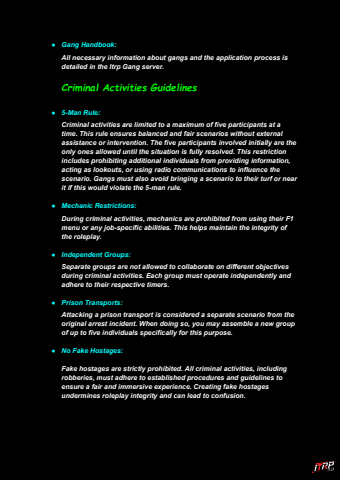 ● Gang Handbook:
All necessary information about gangs and the application process is
detailed in the Itrp Gang server.
Criminal Activities Guidelines
● 5-Man Rule:
Criminal activities are limited to a maximum of five participants at a
time. This rule ensures balanced and fair scenarios without external
assistance or intervention. The five participants involved initially are the
only ones allowed until the situation is fully resolved. This restriction
includes prohibiting additional individuals from providing information,
acting as lookouts, or using radio communications to influence the
scenario. Gangs must also avoid bringing a scenario to their turf or near
it if this would violate the 5-man rule.
● Mechanic Restrictions:
During criminal activities, mechanics are prohibited from using their F1
menu or any job-specific abilities. This helps maintain the integrity of
the roleplay.
● Independent Groups:
Separate groups are not allowed to collaborate on different objectives
during criminal activities. Each group must operate independently and
adhere to their respective timers.
● Prison Transports:
Attacking a prison transport is considered a separate scenario from the
original arrest incident. When doing so, you may assemble a new group
of up to five individuals specifically for this purpose.
● No Fake Hostages:
Fake hostages are strictly prohibited. All criminal activities, including
robberies, must adhere to established procedures and guidelines to
ensure a fair and immersive experience. Creating fake hostages
undermines roleplay integrity and can lead to confusion.